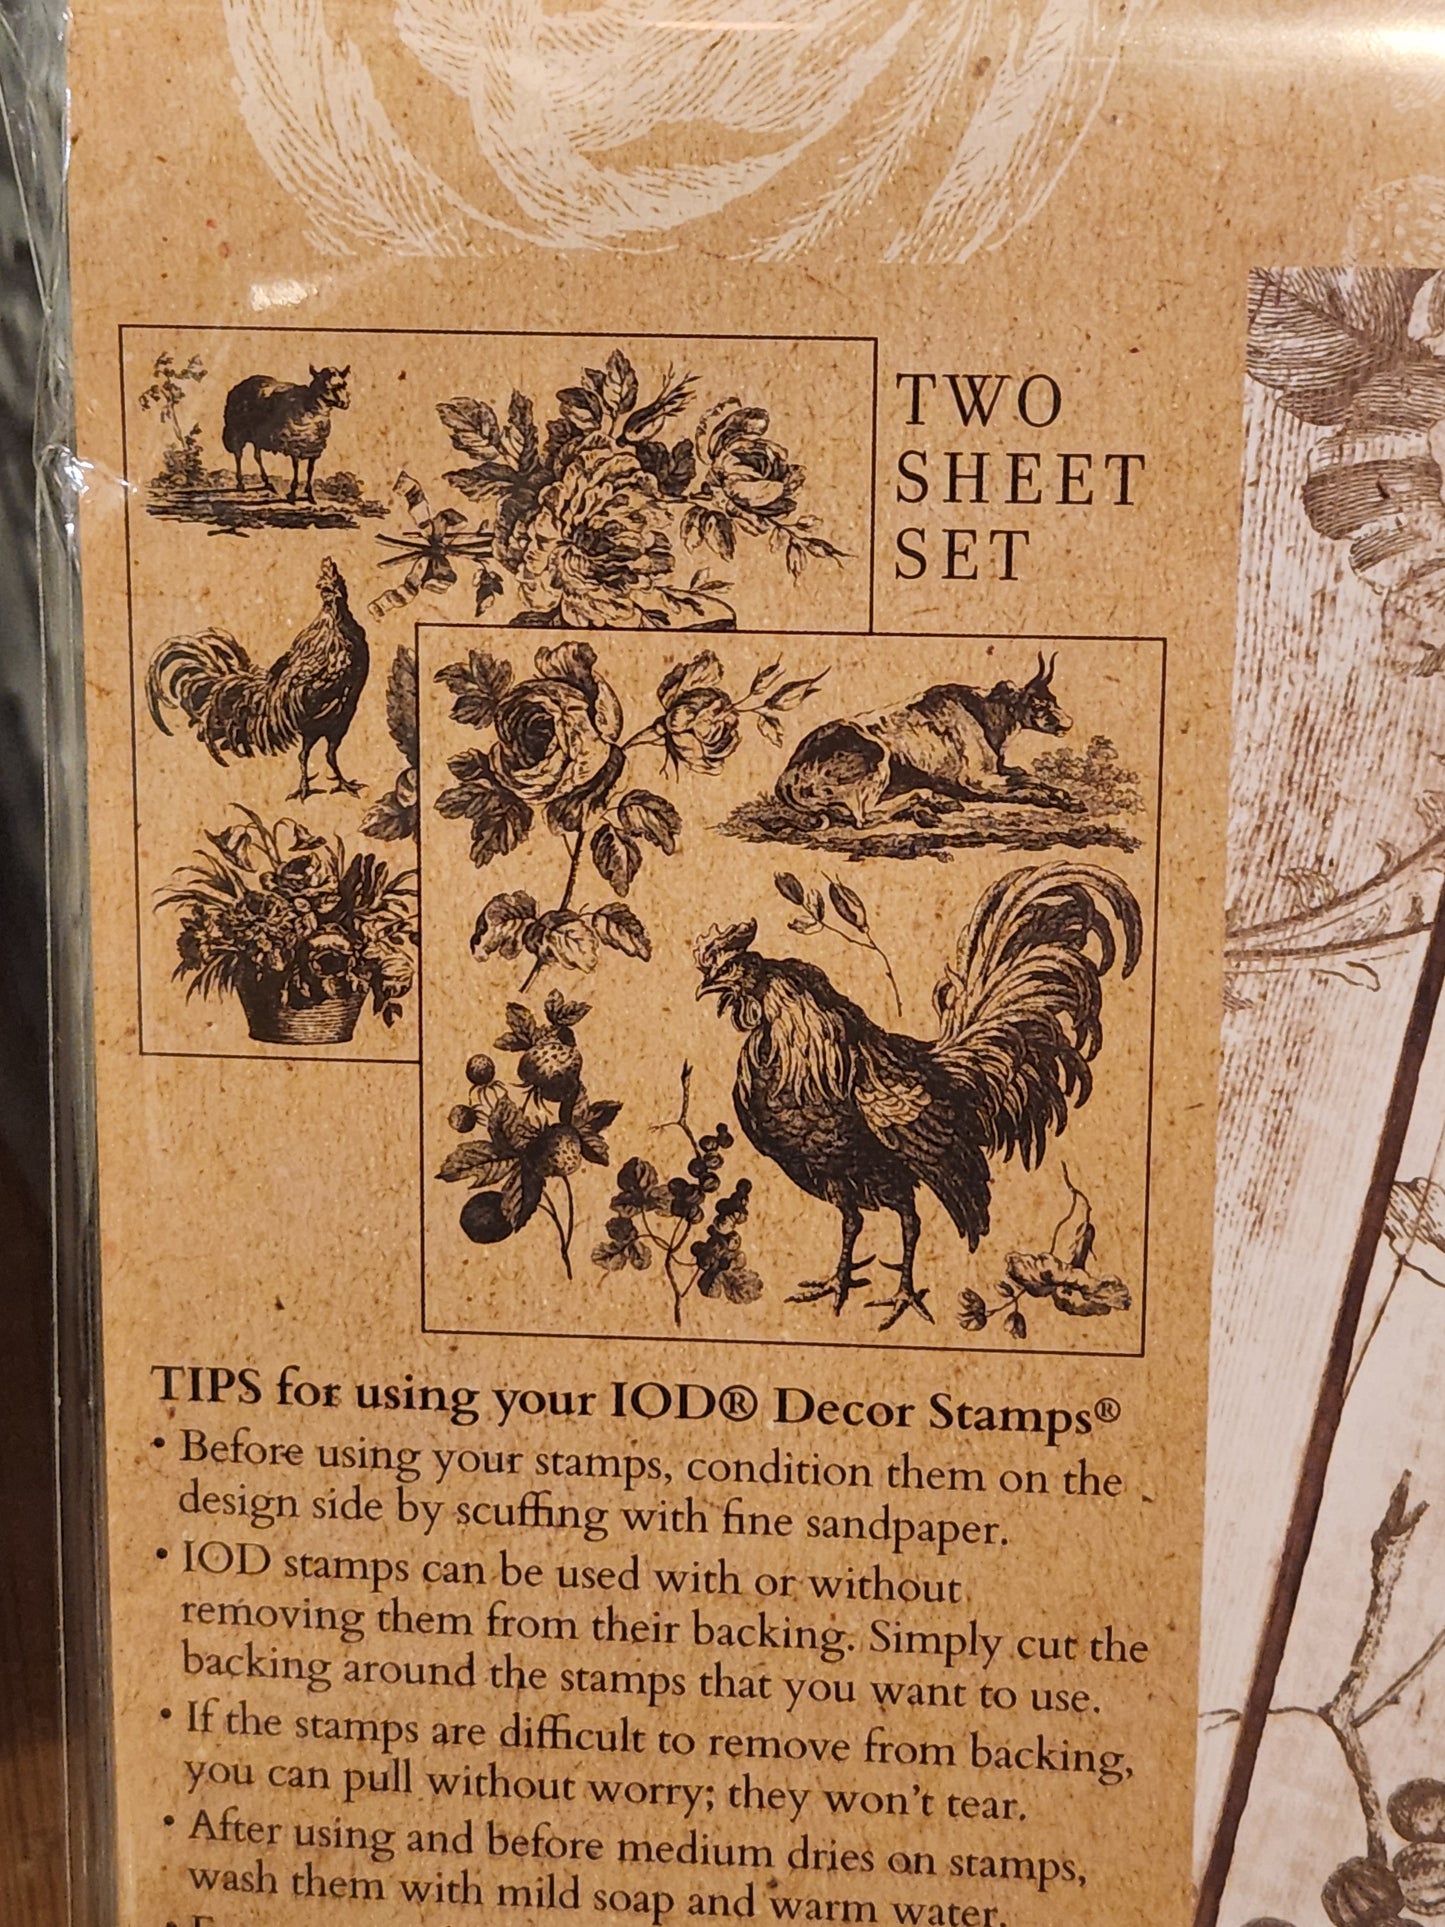 TWO
SHEET
SET
TIPS for using your IOD® Decor Stamps®
• Before using your stamps, condition them on the
design side by scuffing with fine sandpaper.
• IOD stamps can be used with or without
removing them from their backing. Simply cut the
backing around the stamps that you want to use.
• If the stamps are difficult to remove from backing,
you can pull without worry; they won't tear.
• After using and before medium dries on stamps,
wash them with mild soap and warm water.